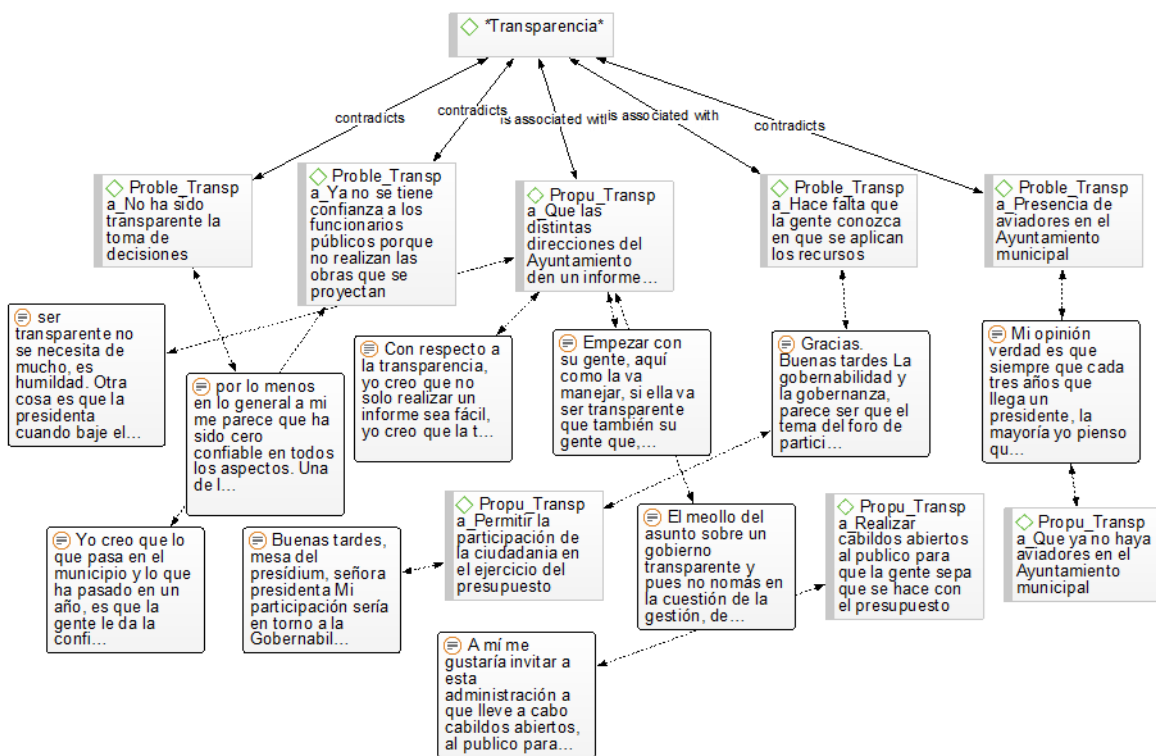 *Transparencia*
contradicts
contradicts
is associated with
is associated with
contradicts
Proble_Transp
a_No ha sido
transparente la
toma de
decisiones
Proble_Transp
a_Ya no se tiene
confianza a los
funcionarios
públicos porque
no realizan las
obras que se
proyectan
Propu_Transp
a_Que las
distintas
direcciones del
Ayuntamiento
den un informe...
Proble_Transp
a_Hace falta que
la gente conozca
en que se aplican
los recursos
Proble_Transp
a_Presencia de
aviadores en el
Ayuntamiento
municipal
ser
transparente no
se necesita de
mucho, es
humildad. Otra
cosa es que la
presidenta
cuando baje el...
por lo menos
en lo general a mi
me parece que ha
sido cero
confiable en todos
los aspectos. Una
de l...
Con respecto a
la transparencia,
yo creo que no
solo realizar un
informe sea fácil,
yo creo que la t...
Empezar con
su gente, aquí
como la va
manejar, si ella va
ser transparente
que también su
gente que,...
Gracias.
Buenas tardes La
gobernabilidad y
la gobernanza,
parece ser que el
tema del foro de
partici...
Mi opinión
verdad es que
siempre que cada
tres años que
llega un
presidente, la
mayoría yo pienso
qu...
Yo creo que lo
que pasa en el
municipio y lo que
ha pasado en un
año, es que la
gente le da la
confi...
Buenas tardes,
mesa del
presídium, señora
presidenta Mi
participación sería
en torno a la
Gobernabil...
Propu_Transp
a_Permitir la
participación de
la ciudadania en
el ejercicio del
presupuesto
El meollo del
asunto sobre un
gobierno
transparente y
pues no nomás en
la cuestión de la
gestión, de...
Propu_Transp
a_Realizar
cabildos abiertos
al publico para
que la gente sepa
que se hace con
el presupuesto
Propu_Transp
a_Que ya no haya
aviadores en el
Ayuntamiento
municipal
A mí me
gustaría invitar a
esta
administración a
que lleve a cabo
cabildos abiertos,
al publico para...